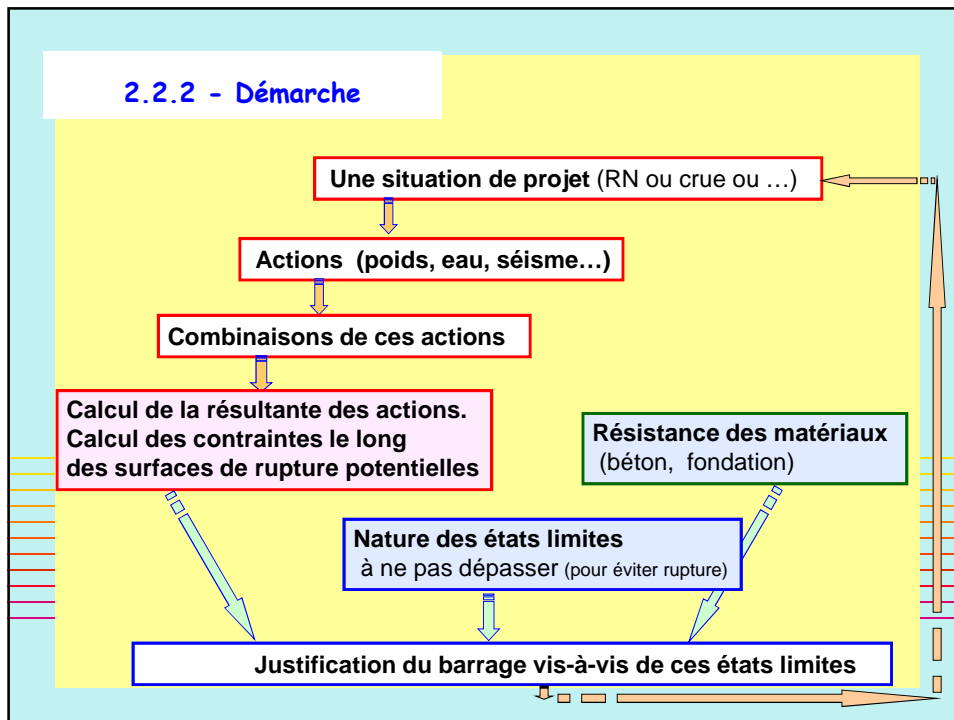 2.2.2 - Démarche
Une situation de projet (RN ou crue ou …)
Actions (poids, eau, séisme…)
Combinaisons de ces actions
Calcul de la résultante des actions.
Calcul des contraintes le long
des surfaces de rupture potentielles
Résistance des matériaux
(béton, fondation)
Nature des états limites
à ne pas dépasser (pour éviter rupture)
Justification du barrage vis-à-vis de ces états limites